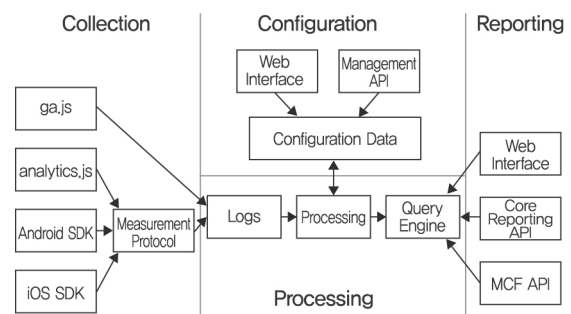 Collection
Configuration
Reporting
Web
Interface
Management
API
ga.js
Configuration Data
analytics.js
Web
Interface
Android SDK
Measurement
Protocol
Logs
Processing
Query
Engine
Core
Reporting
API
iOS SDK
MCF API
Processing